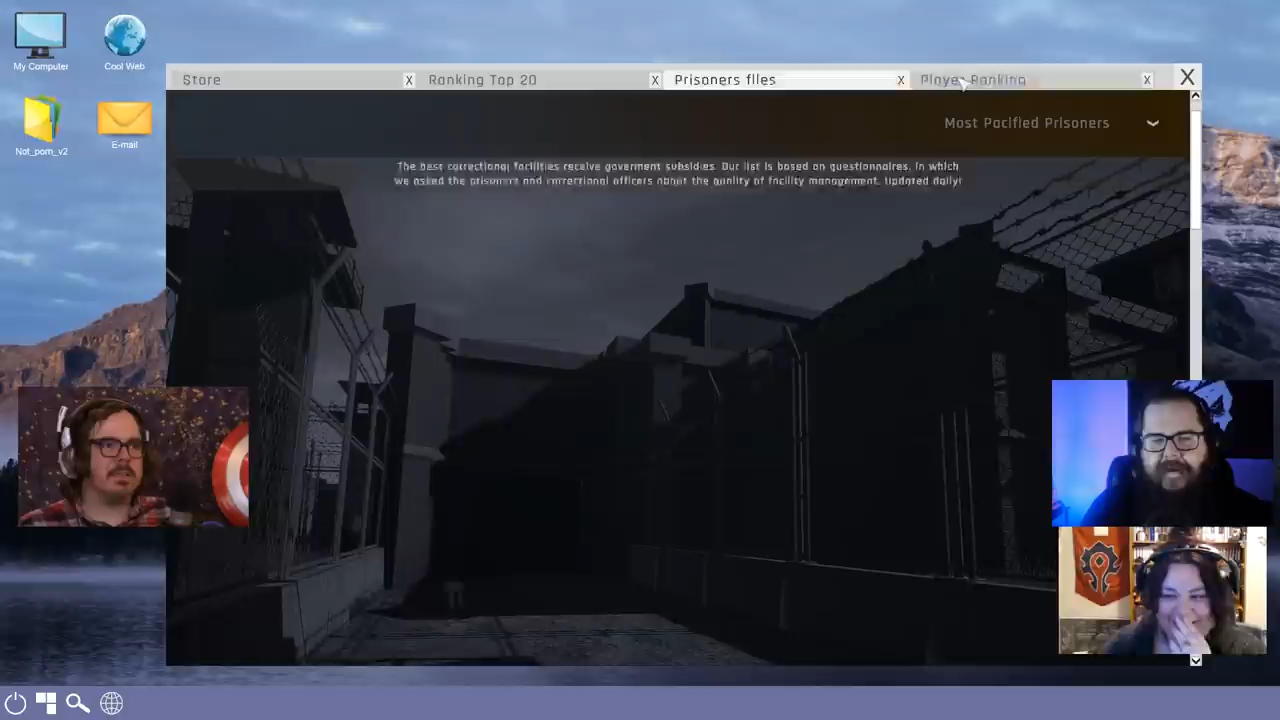 My Computer
Cool Web
Not_porn_v2
E-mail
Store X
Ranking Top 20 X
Prisoners files X
Player Ranking X
X
Most Pacified Prisoners
The best correctional facilities receive goverment subsidies. Our list is based on questionnaires, in which
we asked the prisoners and correctional officers about the quality of facility management. Updated daily!